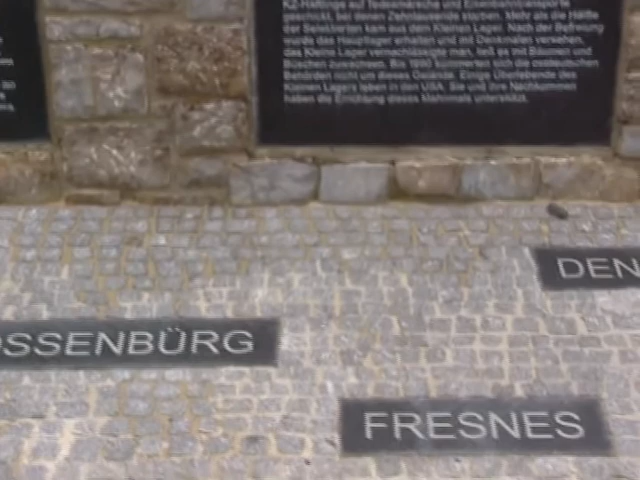 KZ-Häftlinge auf Todesmärsche und Eisenbahntransporte
geschickt, bei denen Zehntausende starben. Mehr als die Hälfte
der Selektierten kam aus dem Kleinen Lager. Nach der Befreiung
wurde das Hauptlager erhalten und mit Denkmälern versehen,
das Kleine Lager vernachlässigte man, ließ es mit Bäumen und
Büschen zuwachsen. Bis 1990 kümmerten sich die ostdeutschen
Behörden nicht um dieses Gelände. Einige Überlebende des
Kleinen Lagers leben in den USA. Sie und ihre Nachkommen
haben die Errichtung dieses Mahnmals unterstützt.
DEN
OSSENBÜRG
FRESNES